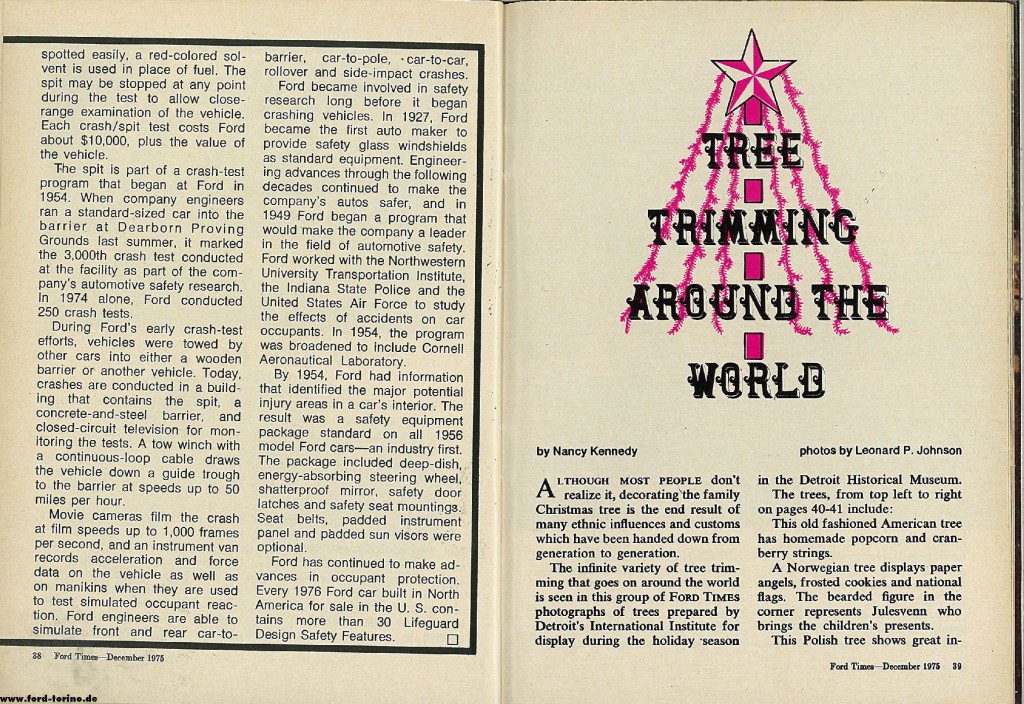 spotted easily, a red-colored sol-
vent is used in place of fuel. The
spit may be stopped at any point
during the test to allow close-
range examination of the vehicle.
Each crash/spit test costs Ford
about $10,000, plus the value of
the vehicle.
The spit is part of a crash-test
program that began at Ford in
1954. When company engineers
ran a standard-sized car into the
barrier at Dearborn Proving
Grounds last summer, it marked
the 3,000th crash test conducted
at the facility as part of the com-
pany's automotive safety research.
In 1974 alone, Ford conducted
250 crash tests.
During Ford's early crash-test
efforts, vehicles were towed by
other cars into either a wooden
barrier or another vehicle. Today,
crashes are conducted in a build-
ing that contains the spit, a
concrete-and-steel barrier, and
closed-circuit television for mon-
itoring the tests. A tow winch with
a continuous-loop cable draws
the vehicle down a guide trough
to the barrier at speeds up to 50
miles per hour.
Movie cameras film the crash
at film speeds up to 1,000 frames
per second, and an instrument van
records acceleration and force
data on the vehicle as well as
on manikins when they are used
to test simulated occupant reac-
tion. Ford engineers are able to
simulate front and rear car-to-
barrier, car-to-pole, car-to-car,
rollover and side-impact crashes.
Ford became involved in safety
research long before it began
crashing vehicles. In 1927, Ford
became the first auto maker to
provide safety glass windshields
as standard equipment. Engineer-
ing advances through the following
decades continued to make the
company's autos safer, and in
1949 Ford began a program that
would make the company a leader
in the field of automotive safety.
Ford worked with the Northwestern
University Transportation Institute,
the Indiana State Police and the
United States Air Force to study
the effects of accidents on car
occupants. In 1954, the program
was broadened to include Cornell
Aeronautical Laboratory.
By 1954, Ford had information
that identified the major potential
injury areas in a car's interior. The
result was a safety equipment
package standard on all 1956
model Ford cars—an industry first.
The package included deep-dish,
energy-absorbing steering wheel,
shatterproof mirror, safety door
latches and safety seat mountings.
Seat belts, padded instrument
panel and padded sun visors were
optional.
Ford has continued to make ad-
vances in occupant protection.
Every 1976 Ford car built in North
America for sale in the U. S. con-
tains more than 30 Lifeguard
Design Safety Features.
38 Ford Times—December 1975
TREE
TRIMMING
AROUND THE
WORLD
by Nancy Kennedy
photos by Leonard P. Johnson
ALTHOUGH MOST PEOPLE don't
realize it, decorating the family
Christmas tree is the end result of
many ethnic influences and customs
which have been handed down from
generation to generation.
The infinite variety of tree trim-
ming that goes on around the world
is seen in this group of FORD TIMES
photographs of trees prepared by
Detroit's International Institute for
display during the holiday season
in the Detroit Historical Museum.
The trees, from top left to right
on pages 40-41 include:
This old fashioned American tree
has homemade popcorn and cran-
berry strings.
A Norwegian tree displays paper
angels, frosted cookies and national
flags. The bearded figure in the
corner represents Julesvenn who
brings the children's presents.
This Polish tree shows great in-
Ford Times—December 1975 39
www.ford-torino.de